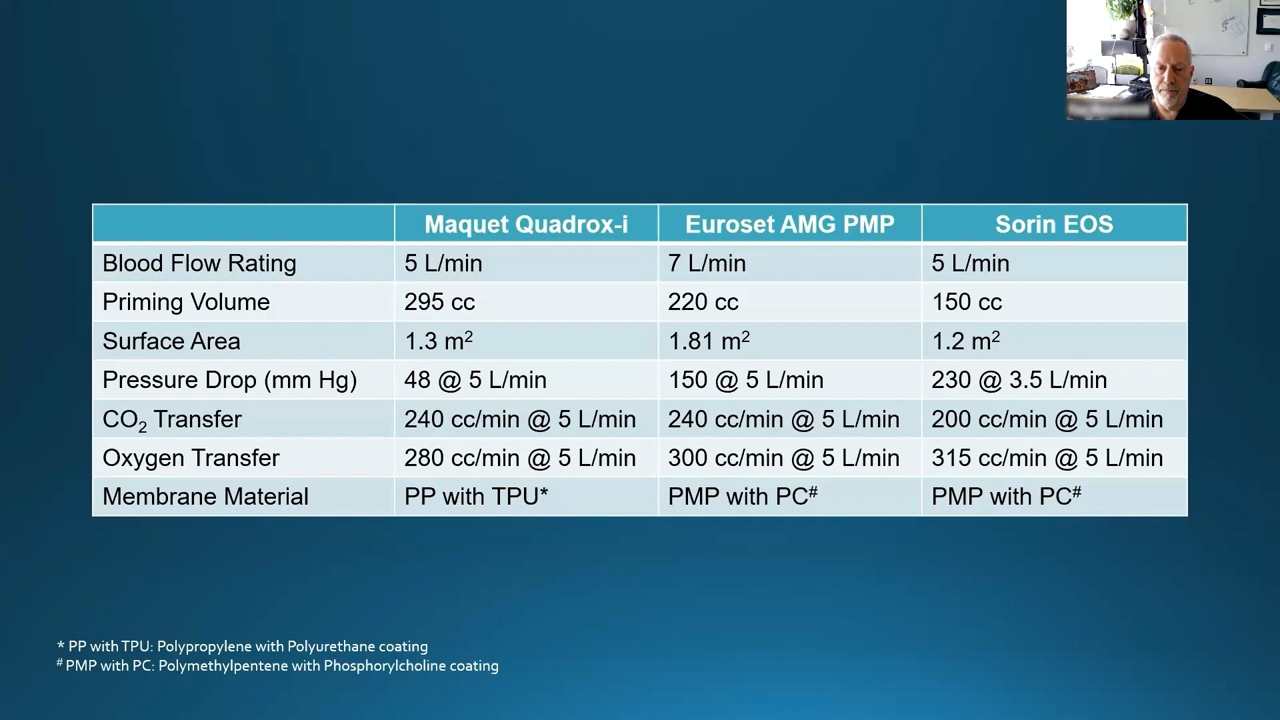 Maquet Quadrox-i Euroset AMG PMP Sorin EOS
Blood Flow Rating 5 L/min 7 L/min 5 L/min
Priming Volume 295 cc 220 cc 150 cc
Surface Area 1.3 m² 1.81 m² 1.2 m²
Pressure Drop (mm Hg) 48 @ 5 L/min 150 @ 5 L/min 230 @ 3.5 L/min
CO₂ Transfer 240 cc/min @ 5 L/min 240 cc/min @ 5 L/min 200 cc/min @ 5 L/min
Oxygen Transfer 280 cc/min @ 5 L/min 300 cc/min @ 5 L/min 315 cc/min @ 5 L/min
Membrane Material PP with TPU* PMP with PC# PMP with PC#
* PP with TPU: Polypropylene with Polyurethane coating
# PMP with PC: Polymethylpentene with Phosphorylcholine coating